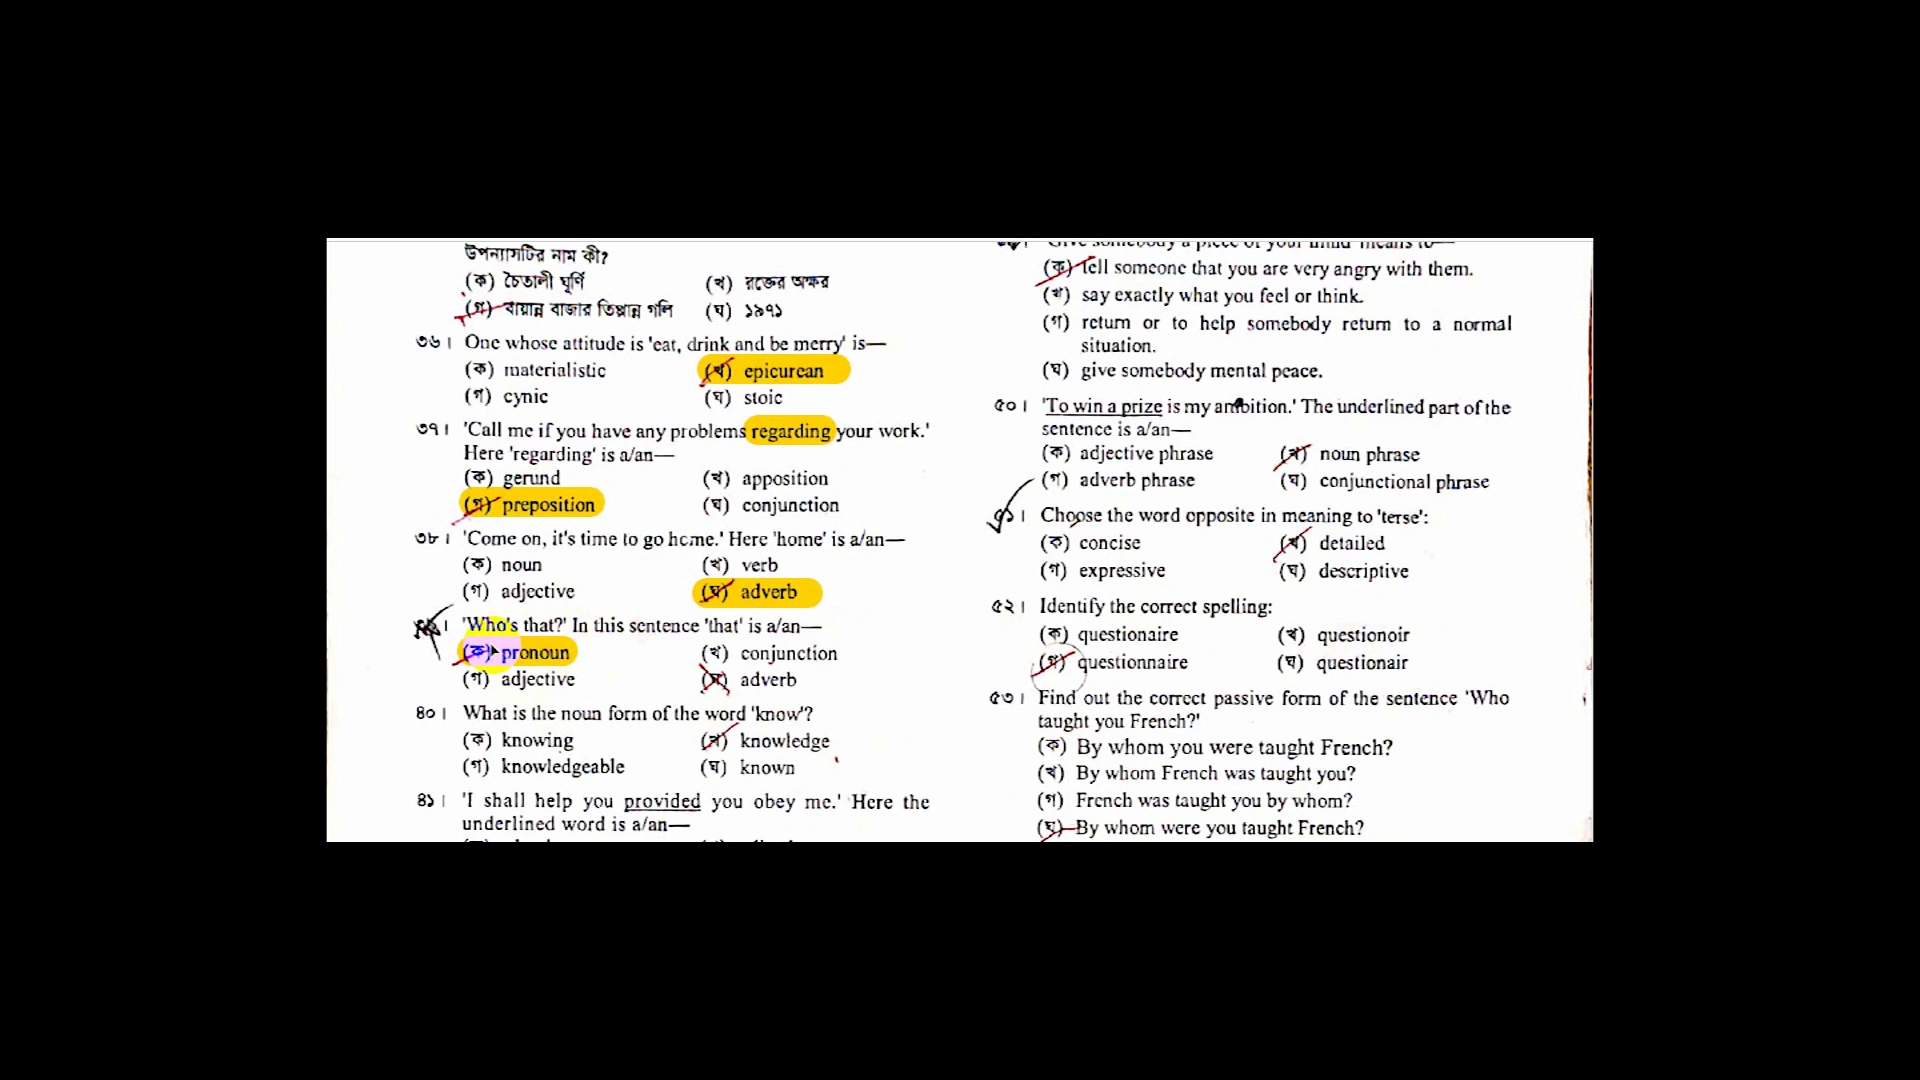 উপন্যাসটির নাম কী?
(ক) চৈতালী ঘূর্ণি (খ) রক্তের অক্ষর
(গ) বায়ান্ন বাজার তিপ্পান্ন গলি (ঘ) ১৯৭১
৩৬। One whose attitude is 'eat, drink and be merry' is—
(ক) materialistic (খ) epicurean
(গ) cynic (ঘ) stoic
৩৭। 'Call me if you have any problems regarding your work.'
Here 'regarding' is a/an—
(ক) gerund (খ) apposition
(গ) preposition (ঘ) conjunction
৩৮। 'Come on, it's time to go home.' Here 'home' is a/an—
(ক) noun (খ) verb
(গ) adjective (ঘ) adverb
'Who's that?' In this sentence 'that' is a/an—
(ক) pronoun (খ) conjunction
(গ) adjective (ঘ) adverb
৪০। What is the noun form of the word 'know'?
(ক) knowing (খ) knowledge
(গ) knowledgeable (ঘ) known
৪১। 'I shall help you provided you obey me.' Here the
underlined word is a/an—
Give somebody a piece of your mind' means to—
(ক) tell someone that you are very angry with them.
(খ) say exactly what you feel or think.
(গ) return or to help somebody return to a normal
situation.
(ঘ) give somebody mental peace.
৫০। 'To win a prize is my ambition.' The underlined part of the
sentence is a/an—
(ক) adjective phrase (খ) noun phrase
(গ) adverb phrase (ঘ) conjunctional phrase
৫১। Choose the word opposite in meaning to 'terse':
(ক) concise (খ) detailed
(গ) expressive (ঘ) descriptive
৫২। Identify the correct spelling:
(ক) questionaire (খ) questionoir
(গ) questionnaire (ঘ) questionair
৫৩। Find out the correct passive form of the sentence 'Who
taught you French?'
(ক) By whom you were taught French?
(খ) By whom French was taught you?
(গ) French was taught you by whom?
(ঘ) By whom were you taught French?